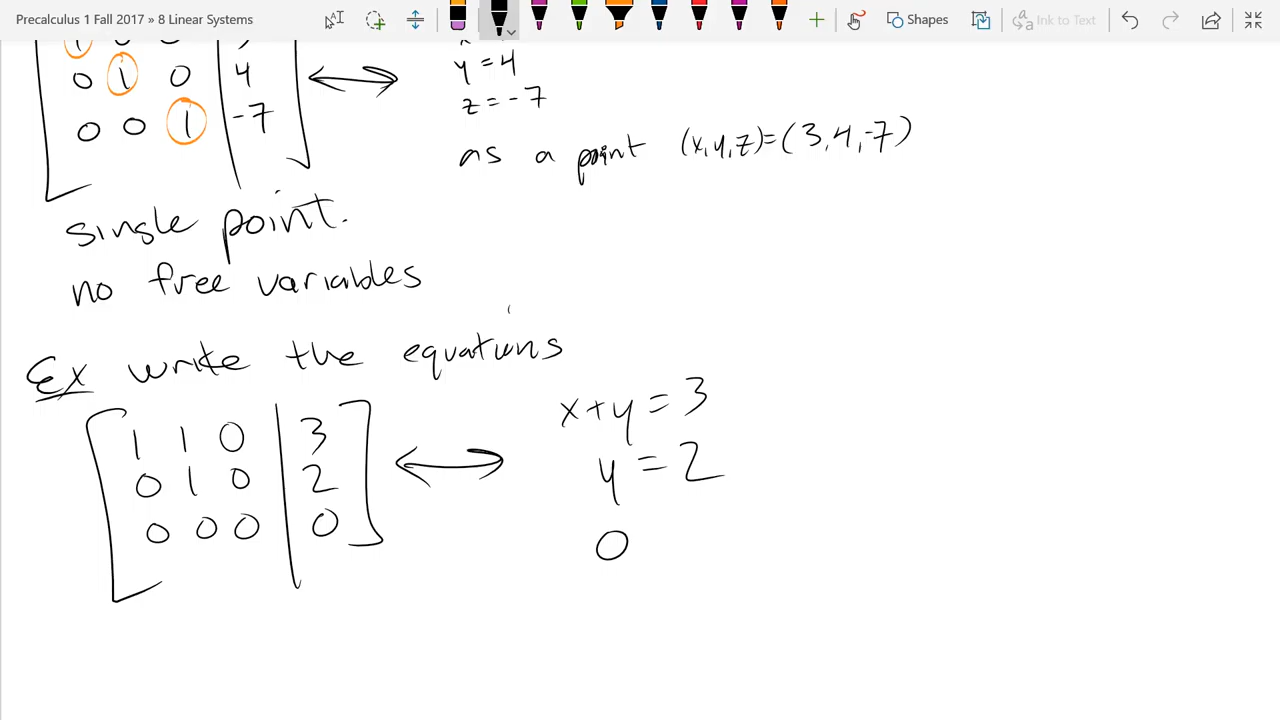 Precalculus 1 Fall 2017 » 8 Linear Systems
Shapes
Ink to Text
0 1 0 4
y = 4
0 0 1 -7
z = -7
as a point (x,y,z)=(3,4,-7)
single point.
no free variables
Ex write the equations
1 1 0 3
x+y = 3
0 1 0 2
y = 2
0 0 0 0
0